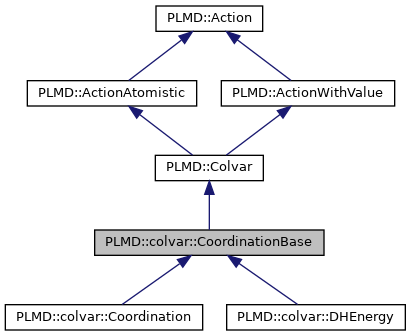 PLMD::Action
PLMD::ActionAtomistic
PLMD::ActionWithValue
PLMD::Colvar
PLMD::colvar::CoordinationBase
PLMD::colvar::Coordination
PLMD::colvar::DHEnergy